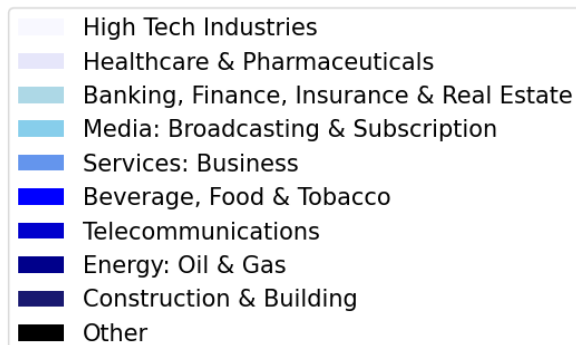 High Tech Industries
Healthcare & Pharmaceuticals
Banking, Finance, Insurance & Real Estate
Media: Broadcasting & Subscription
Services: Business
Beverage, Food & Tobacco
Telecommunications
Energy: Oil & Gas
Construction & Building
Other